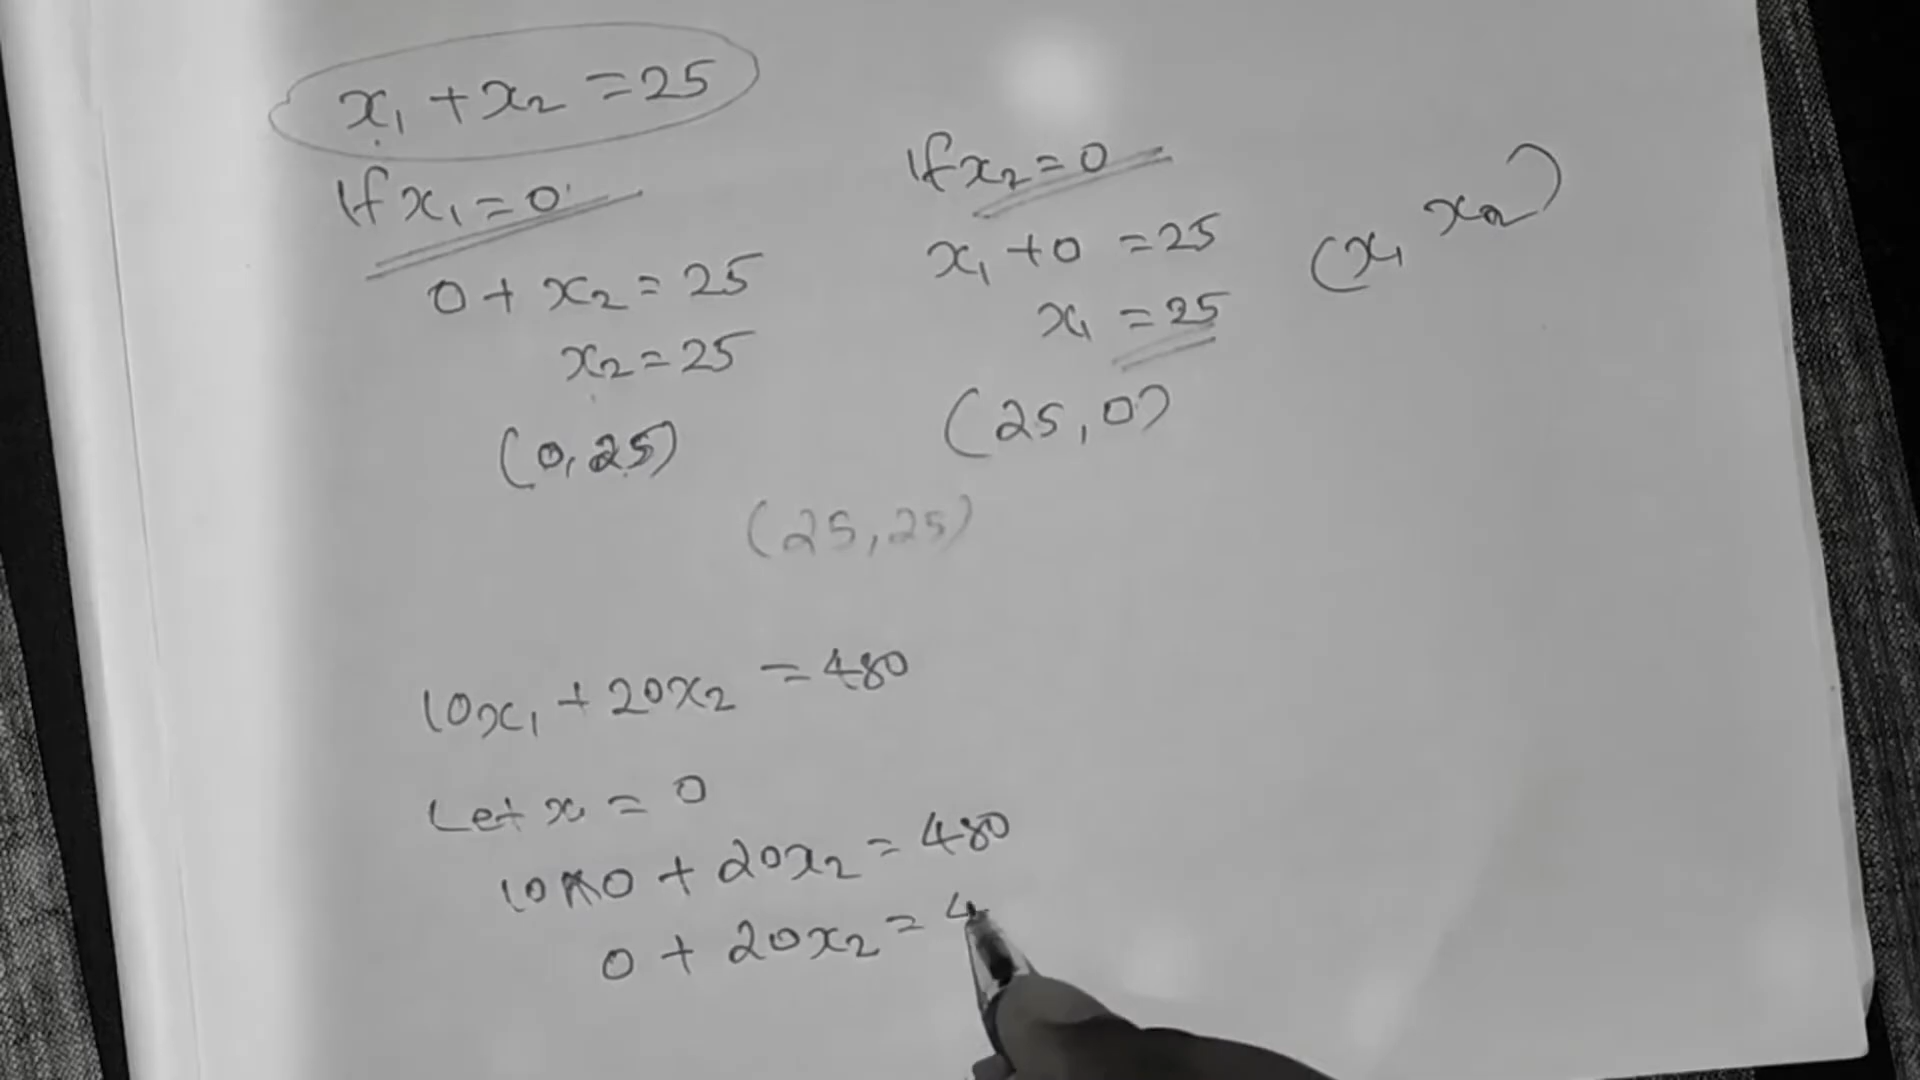 x₁ + x₂ = 25
If x₁ = 0
0 + x₂ = 25
x₂ = 25
(0, 25)
If x₂ = 0
x₁ + 0 = 25
x₁ = 25
(25, 0)
(x₁ x₂)
(25, 25)
10x₁ + 20x₂ = 480
Let x₁ = 0
10×0 + 20x₂ = 480
0 + 20x₂ = 4